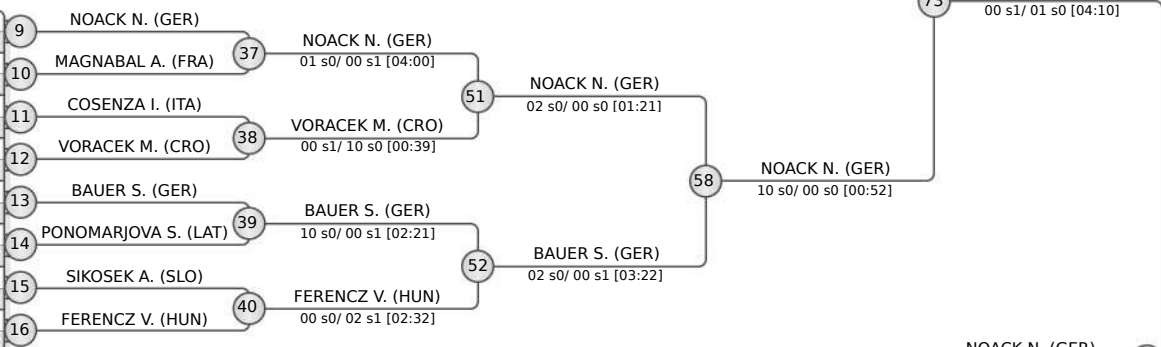 73
00 s1/ 01 s0 [04:10]
9
NOACK N. (GER)
37
NOACK N. (GER)
01 s0/ 00 s1 [04:00]
10
MAGNABAL A. (FRA)
51
NOACK N. (GER)
02 s0/ 00 s0 [01:21]
11
COSENZA I. (ITA)
38
VORACEK M. (CRO)
00 s1/ 10 s0 [00:39]
12
VORACEK M. (CRO)
58
NOACK N. (GER)
10 s0/ 00 s0 [00:52]
13
BAUER S. (GER)
39
BAUER S. (GER)
10 s0/ 00 s1 [02:21]
14
PONOMARJOVA S. (LAT)
52
BAUER S. (GER)
02 s0/ 00 s1 [03:22]
15
SIKOSEK A. (SLO)
40
FERENCZ V. (HUN)
00 s0/ 02 s1 [02:32]
16
FERENCZ V. (HUN)
NOACK N. (GER)